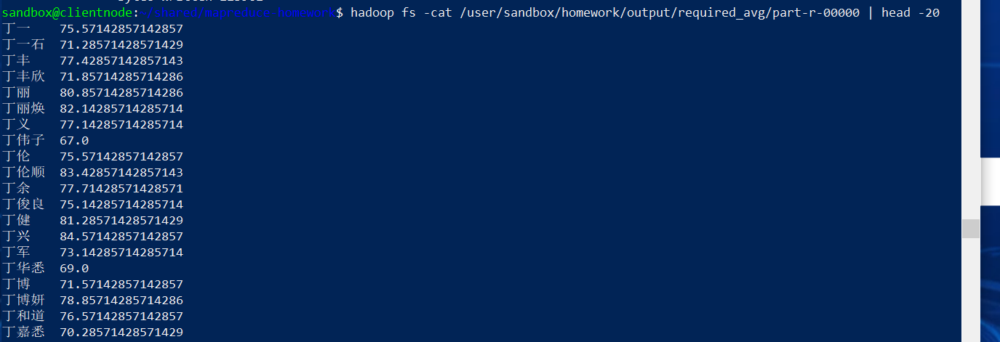 sandbox@clientnode:~/shared/mapreduce-homework$ hadoop fs -cat /user/sandbox/homework/output/required_avg/part-r-00000 | head -20
丁一 75.57142857142857
丁一石 71.28571428571429
丁丰 77.42857142857143
丁丰欣 71.85714285714286
丁丽 80.85714285714286
丁丽焕 82.14285714285714
丁义 77.14285714285714
丁伟子 67.0
丁伦 75.57142857142857
丁伦顺 83.42857142857143
丁余 77.71428571428571
丁俊良 75.14285714285714
丁健 81.28571428571429
丁兴 84.57142857142857
丁军 73.14285714285714
丁华悉 69.0
丁博 71.57142857142857
丁博妍 78.85714285714286
丁和道 76.57142857142857
丁嘉悉 70.28571428571429